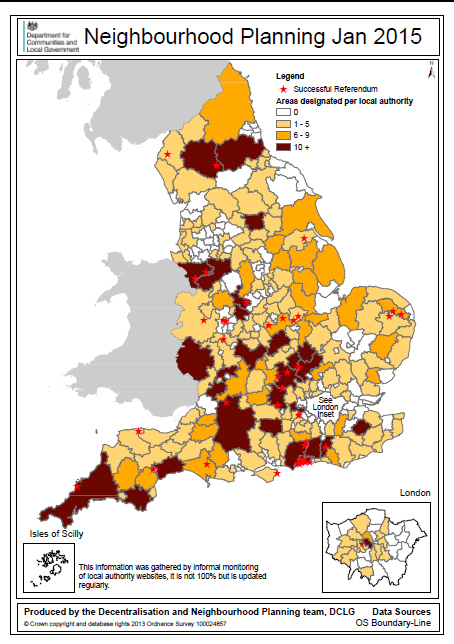 Department for
Communities and
Local Government
Neighbourhood Planning Jan 2015
N
Legend
Successful Referendum
Areas designated per local authority
0
1 - 5
6 - 9
10 +
See
London
Inset
London
Isles of Scilly
This information was gathered by informal monitoring
of local authority websites, it is not 100% but is updated
regularly.
Produced by the Decentralisation and Neighbourhood Planning team, DCLG
Data Sources
© Crown copyright and database rights 2013 Ordnance Survey 100024857
OS Boundary-Line